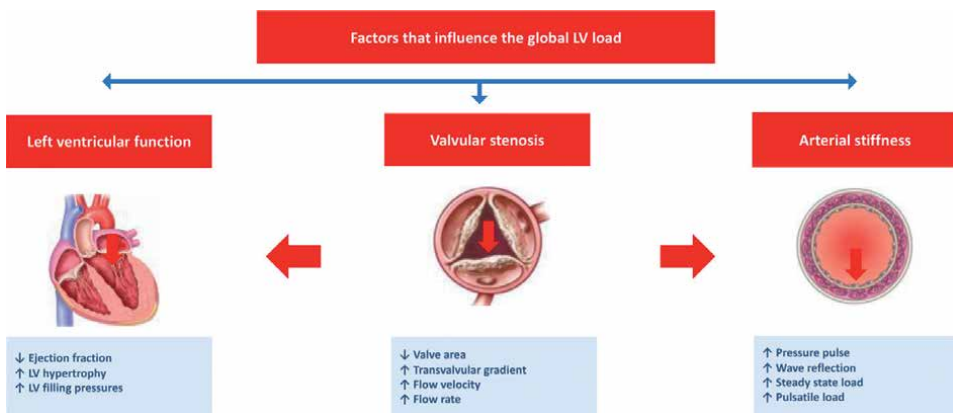 Factors that influence the global LV load
Left ventricular function
Valvular stenosis
Arterial stiffness
↓ Ejection fraction
↑ LV hypertrophy
↑ LV filling pressures
↓ Valve area
↑ Transvalvular gradient
↑ Flow velocity
↑ Flow rate
↑ Pressure pulse
↑ Wave reflection
↑ Steady state load
↑ Pulsatile load